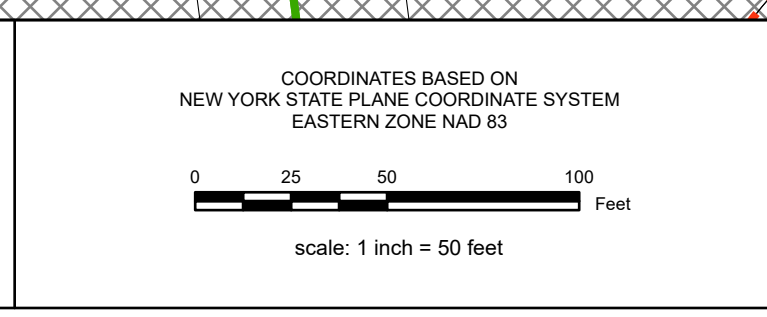 COORDINATES BASED ON
NEW YORK STATE PLANE COORDINATE SYSTEM
EASTERN ZONE NAD 83
0 25 50 100
Feet
scale: 1 inch = 50 feet